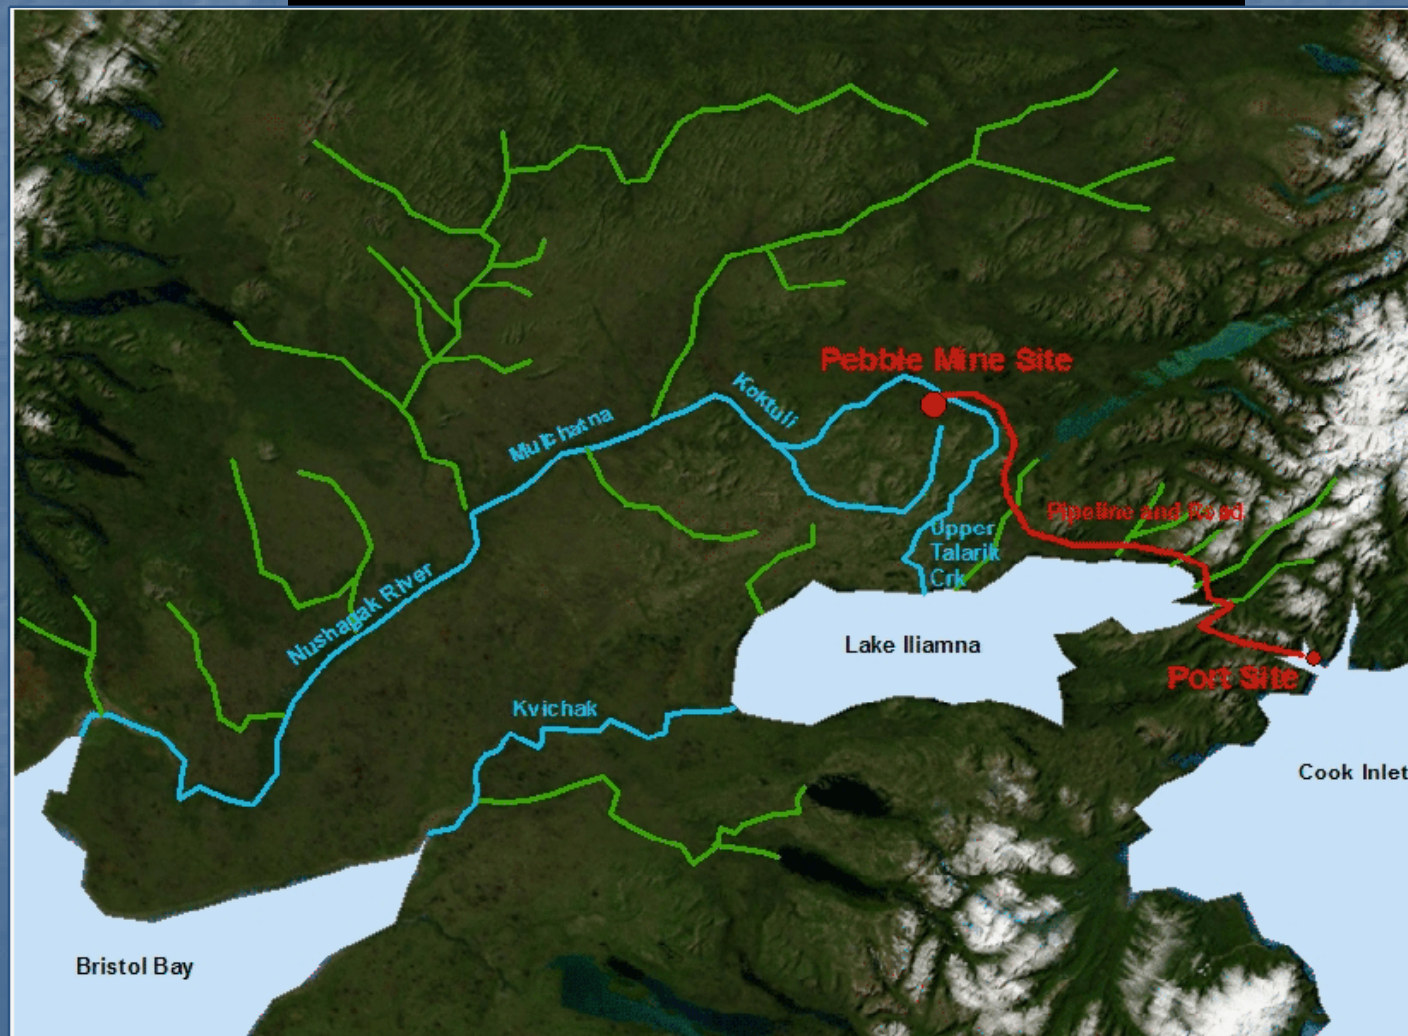 Pebble Mine Site
Koktuli
Mulchatna
Pipeline and Road
Upper
Talarik
Crk
Nushagak River
Lake Iliamna
Port Site
Kvichak
Cook Inlet
Bristol Bay